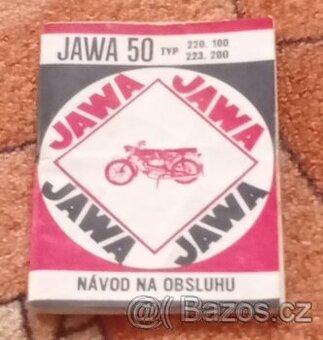 JAWA 50 TYP 220. 100
223. 200
JAWA JAWA
JAWA JAWA
NÁVOD NA OBSLUHU
© Bazos.cz